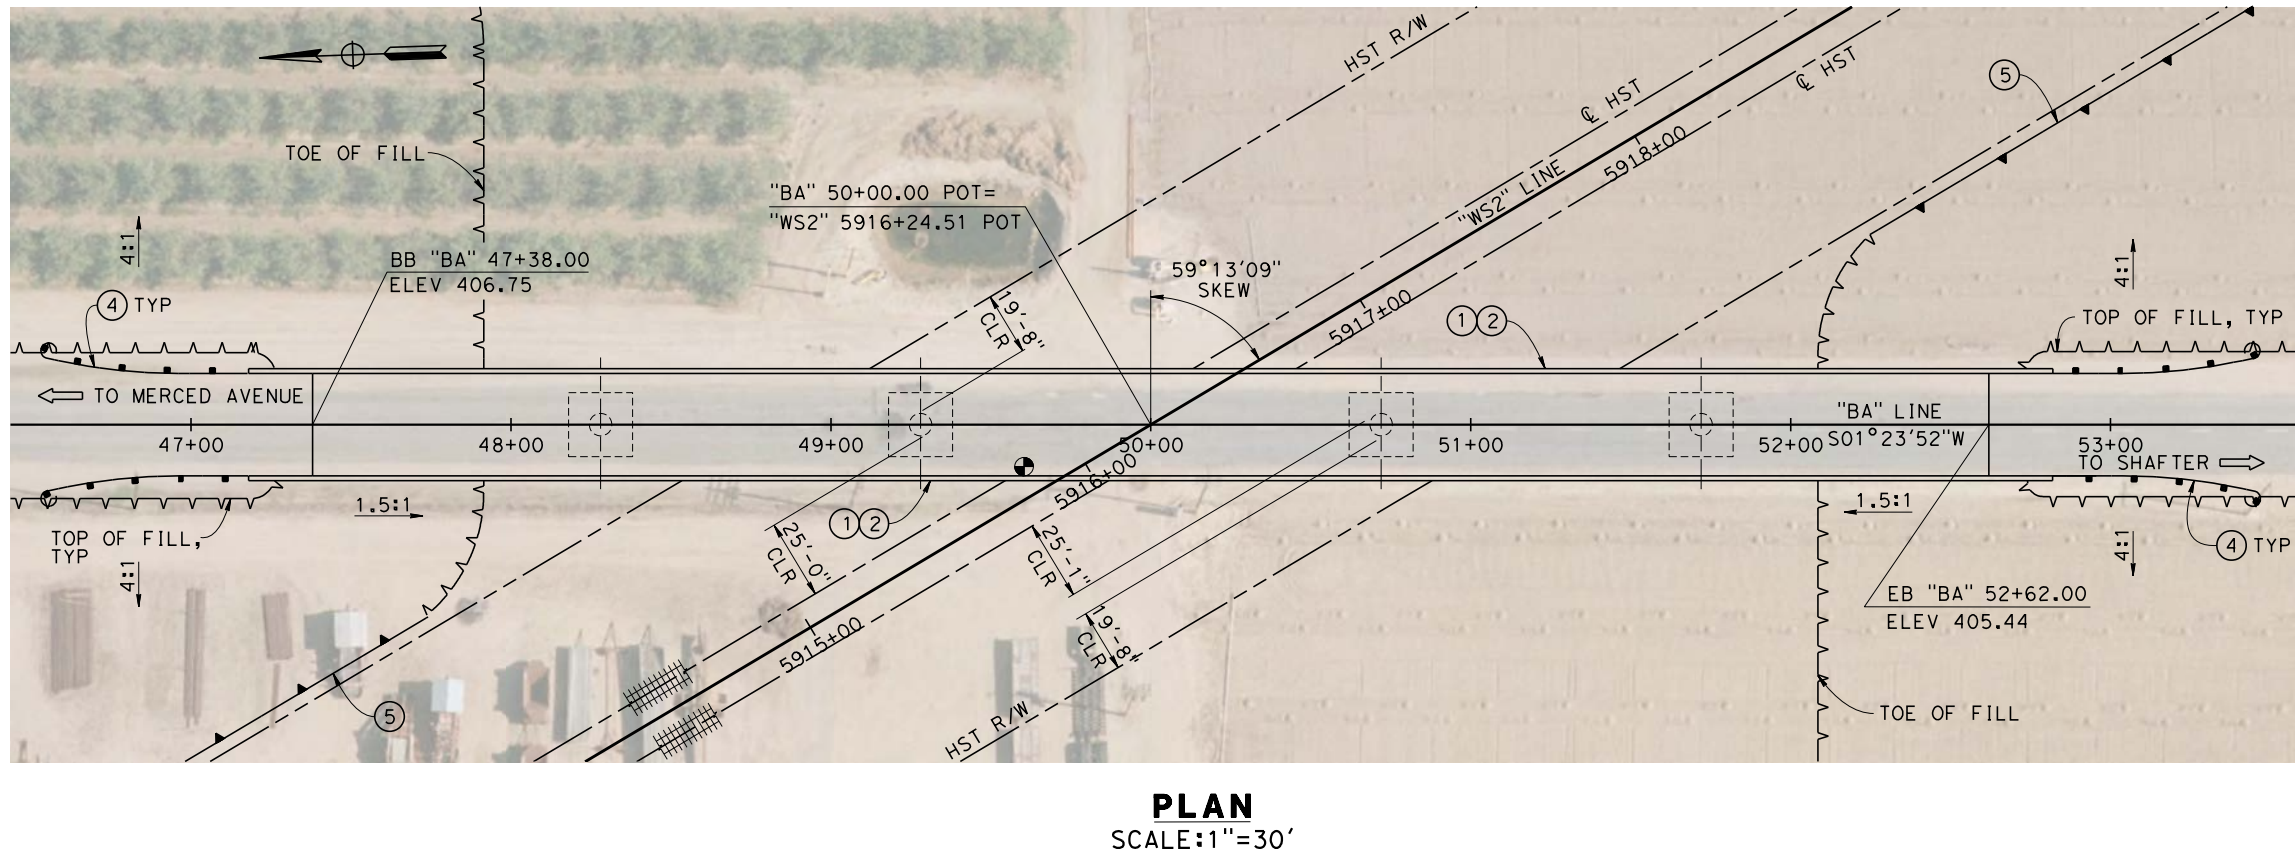 HST R/W
℄ HST
℄ HST
5
TOE OF FILL
"BA" 50+00.00 POT=
"WS2" 5916+24.51 POT
"WS2" LINE
5918+00
4:1
BB "BA" 47+38.00
ELEV 406.75
59°13'09"
SKEW
4:1
4 TYP
19'-8"
CLR
5917+00
1 2
TOP OF FILL, TYP
TO MERCED AVENUE
"BA" LINE
S01°23'52"W
47+00
48+00
49+00
50+00
51+00
52+00
53+00
TO SHAFTER
5916+00
1.5:1
1 2
1.5:1
TOP OF FILL,
TYP
4:1
25'-0"
CLR
25'-1"
CLR
4:1
4 TYP
EB "BA" 52+62.00
ELEV 405.44
5915+00
19'-8"
CLR
5
HST R/W
TOE OF FILL
PLAN
SCALE:1"=30'